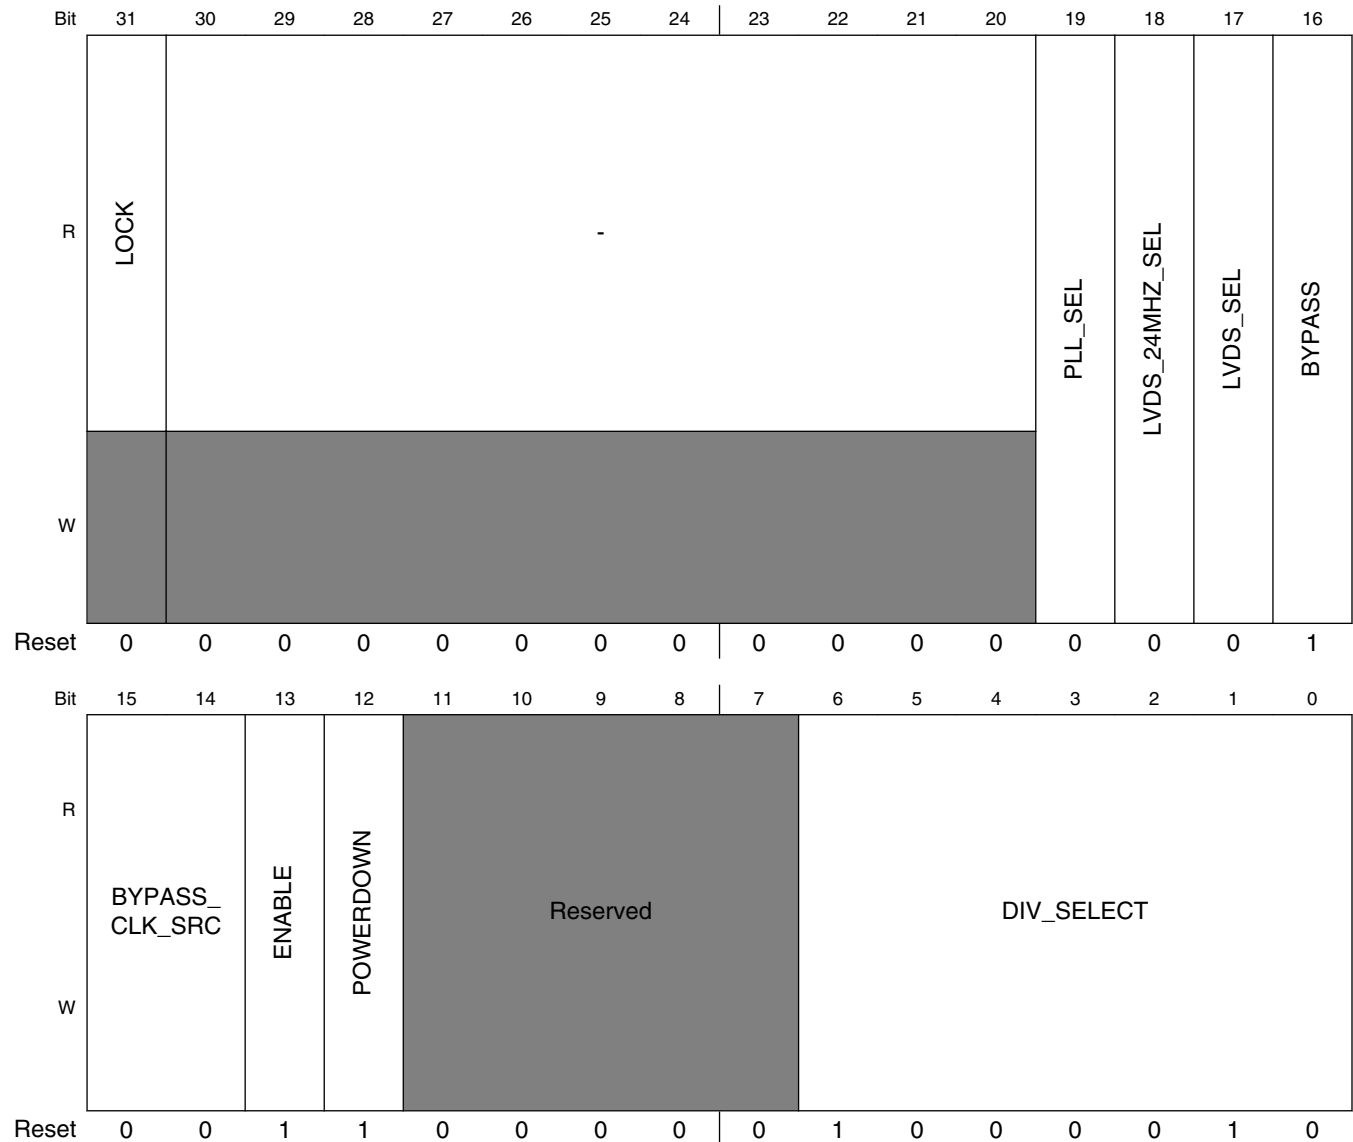 Bit 31 30 29 28 27 26 25 24 23 22 21 20 19 18 17 16
R LOCK - PLL_SEL LVDS_24MHZ_SEL LVDS_SEL BYPASS
W
Reset 0 0 0 0 0 0 0 0 0 0 0 0 0 0 0 1
Bit 15 14 13 12 11 10 9 8 7 6 5 4 3 2 1 0
R
BYPASS_
CLK_SRC ENABLE POWERDOWN Reserved DIV_SELECT
W
Reset 0 0 1 1 0 0 0 0 0 1 0 0 0 0 1 0